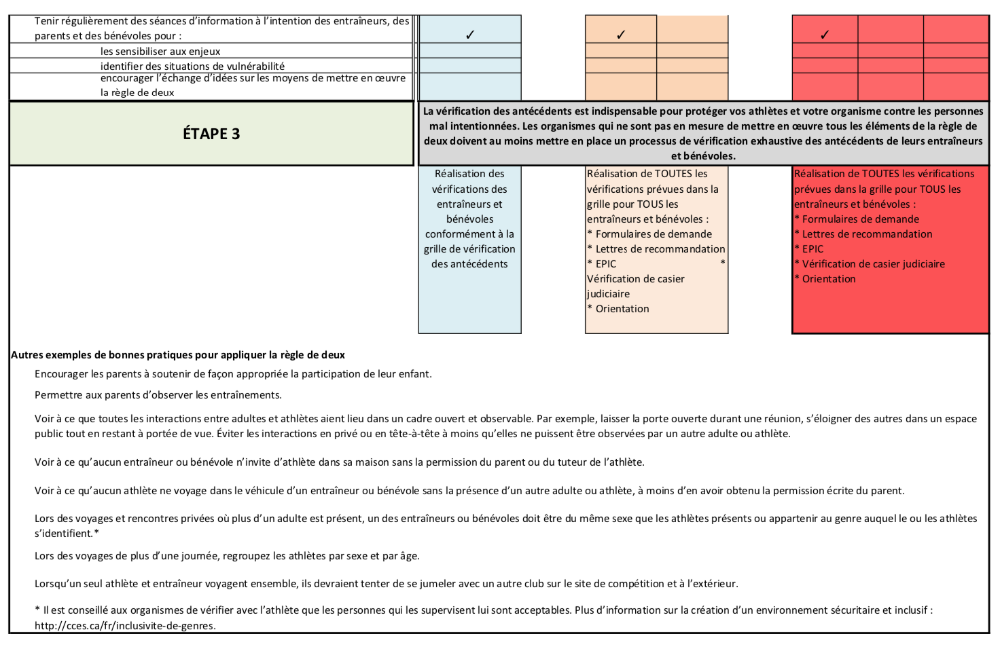 Tenir régulièrement des séances d’information à l’intention des entraîneurs, des
parents et des bénévoles pour :
✓
✓
✓
les sensibiliser aux enjeux
identifier des situations de vulnérabilité
encourager l’échange d’idées sur les moyens de mettre en œuvre
la règle de deux
ÉTAPE 3
La vérification des antécédents est indispensable pour protéger vos athlètes et votre organisme contre les personnes
mal intentionnées. Les organismes qui ne sont pas en mesure de mettre en œuvre tous les éléments de la règle de
deux doivent au moins mettre en place un processus de vérification exhaustive des antécédents de leurs entraîneurs
et bénévoles.
Réalisation des
vérifications des
entraîneurs et
bénévoles
conformément à la
grille de vérification
des antécédents
Réalisation de TOUTES les
vérifications prévues dans la
grille pour TOUS les
entraîneurs et bénévoles :
* Formulaires de demande
* Lettres de recommandation
* EPIC *
Vérification de casier
judiciaire
* Orientation
Réalisation de TOUTES les vérifications
prévues dans la grille pour TOUS les
entraîneurs et bénévoles :
* Formulaires de demande
* Lettres de recommandation
* EPIC
* Vérification de casier judiciaire
* Orientation
Autres exemples de bonnes pratiques pour appliquer la règle de deux
Encourager les parents à soutenir de façon appropriée la participation de leur enfant.
Permettre aux parents d’observer les entraînements.
Voir à ce que toutes les interactions entre adultes et athlètes aient lieu dans un cadre ouvert et observable. Par exemple, laisser la porte ouverte durant une réunion, s’éloigner des autres dans un espace
public tout en restant à portée de vue. Éviter les interactions en privé ou en tête-à-tête à moins qu’elles ne puissent être observées par un autre adulte ou athlète.
Voir à ce qu’aucun entraîneur ou bénévole n’invite d’athlète dans sa maison sans la permission du parent ou du tuteur de l’athlète.
Voir à ce qu’aucun athlète ne voyage dans le véhicule d’un entraîneur ou bénévole sans la présence d’un autre adulte ou athlète, à moins d’en avoir obtenu la permission écrite du parent.
Lors des voyages et rencontres privées où plus d’un adulte est présent, un des entraîneurs ou bénévoles doit être du même sexe que les athlètes présents ou appartenir au genre auquel le ou les athlètes
s’identifient.*
Lors des voyages de plus d’une journée, regroupez les athlètes par sexe et par âge.
Lorsqu’un seul athlète et entraîneur voyagent ensemble, ils devraient tenter de se jumeler avec un autre club sur le site de compétition et à l’extérieur.
* Il est conseillé aux organismes de vérifier avec l’athlète que les personnes qui les supervisent lui sont acceptables. Plus d’information sur la création d’un environnement sécuritaire et inclusif :
http://cces.ca/fr/inclusivite-de-genres.